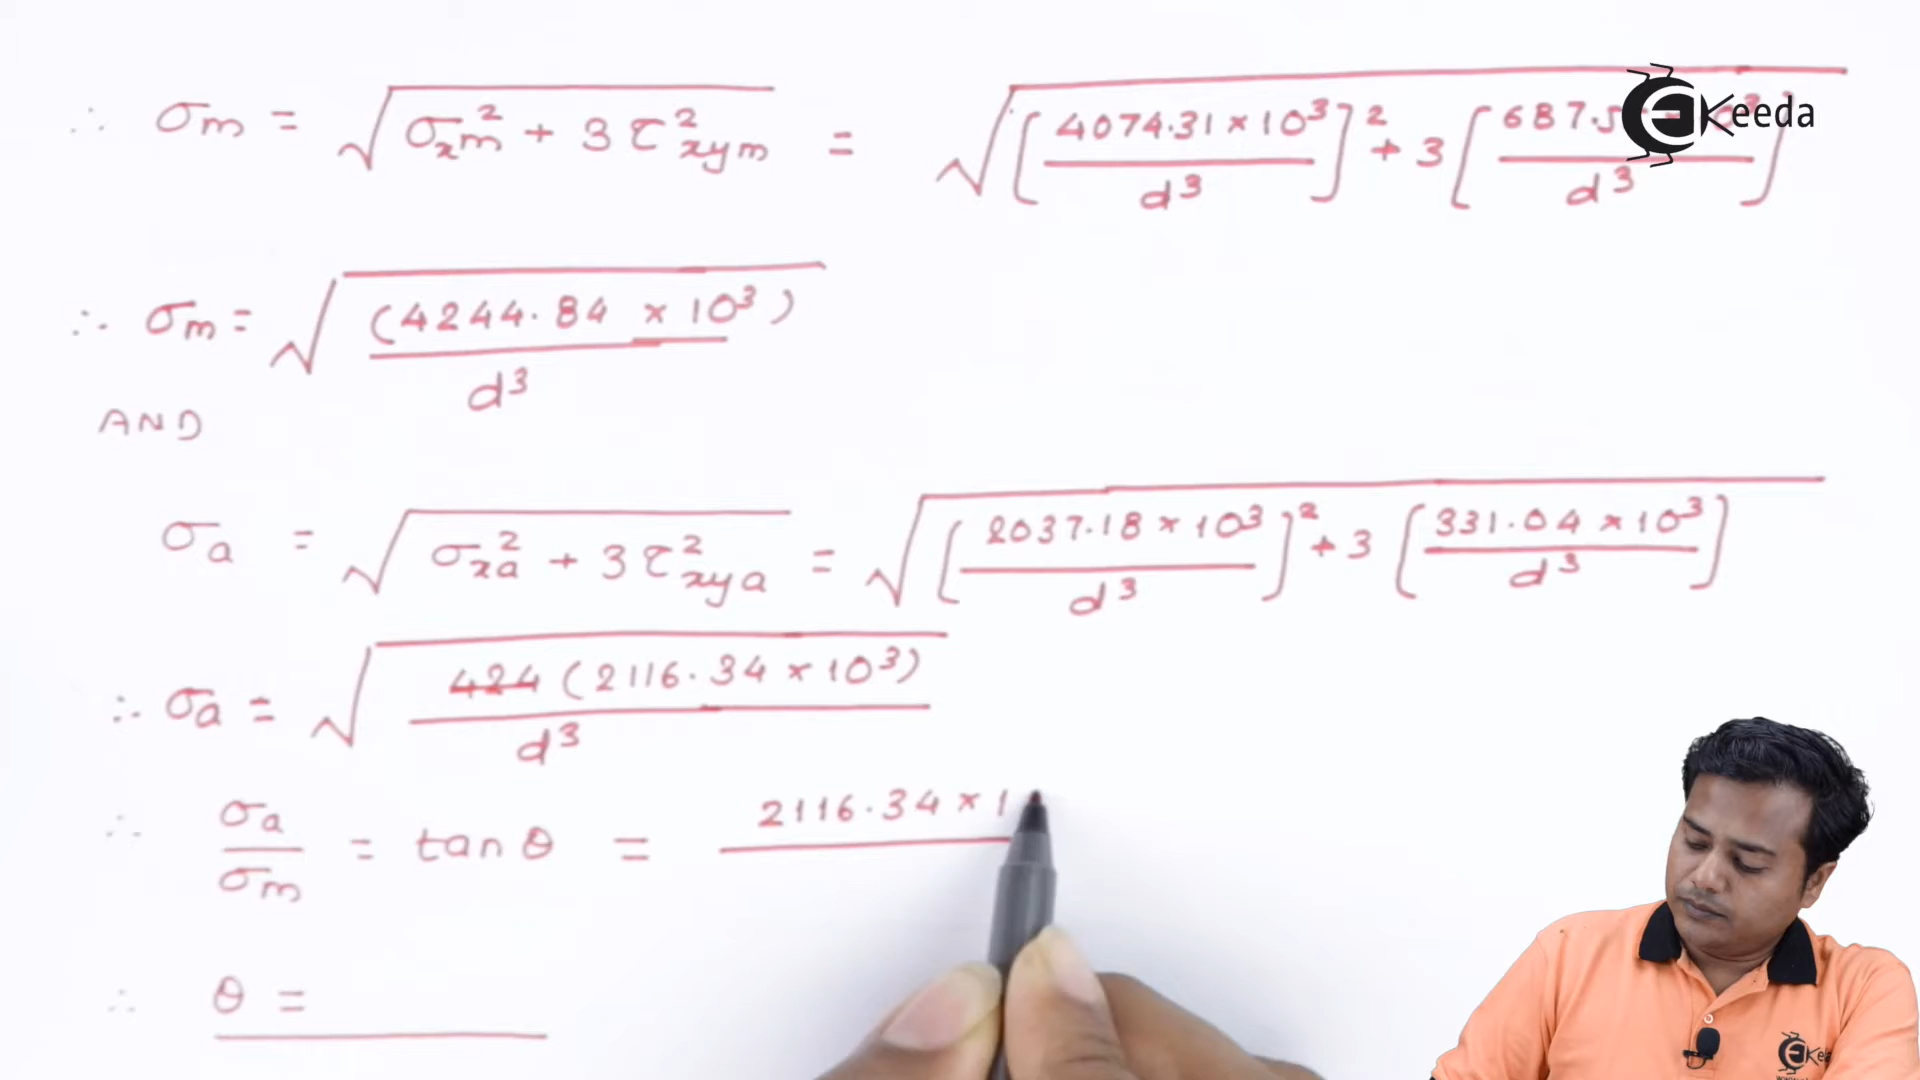 ∴ σm = √(σxm² + 3τ²xym) = √([4074.31 × 10³ / d³]² + 3[687.5 / d³]
Keeda
∴ σm = √((4244.84 × 10³) / d³)
AND
σa = √(σxa² + 3τ²xya) = √([2037.18 × 10³ / d³]² + 3[331.04 × 10³ / d³])
∴ σa = √(424 (2116.34 × 10³) / d³)
∴ σa / σm = tan θ = 2116.34 × 1
∴ θ =